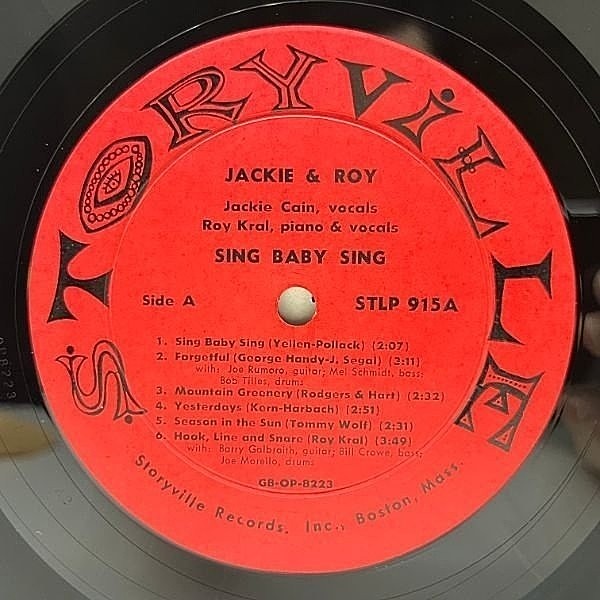 STORYVILLE
JACKIE & ROY
Jackie Cain, vocals
Roy Kral, piano & vocals
SING BABY SING
Side A
STLP 915A
1. Sing Baby Sing (Yellen-Pollack) (2:07)
2. Forgetful (George Handy-J. Segal) (3:11)
with: Joe Rumoro, guitar; Mel Schmidt, bass;
Bob Tilles, drums
3. Mountain Greenery (Rodgers & Hart) (2:32)
4. Yesterdays (Kern-Harbach) (2:51)
5. Season in the Sun (Tommy Wolf) (2:31)
6. Hook, Line and Snare (Roy Kral) (3:49)
with: Barry Galbraith, guitar; Bill Crowe, bass;
Joe Morello, drums
GB-OP-8223
Storyville Records, Inc., Boston, Mass.